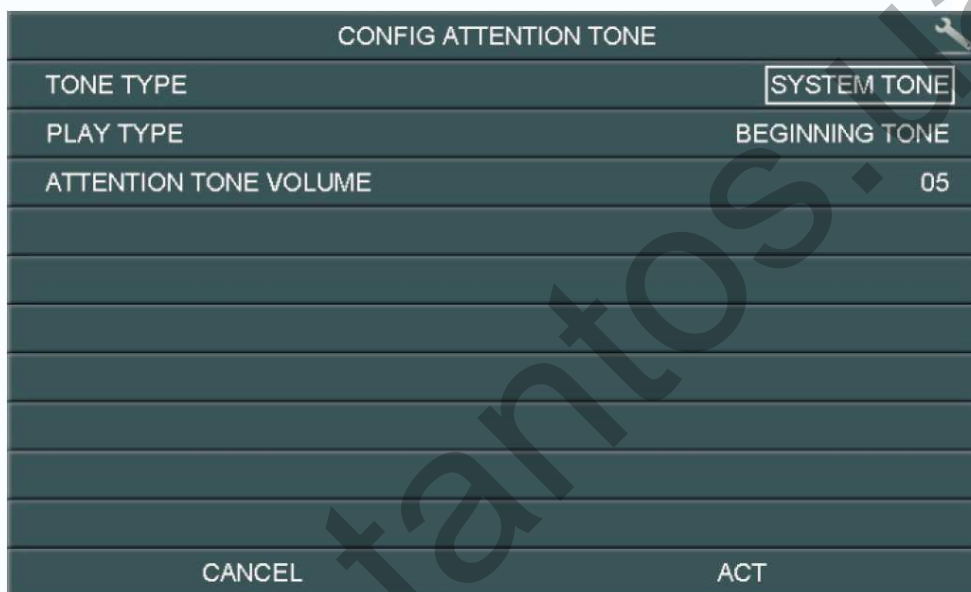 CONFIG ATTENTION TONE
TONE TYPE SYSTEM TONE
PLAY TYPE BEGINNING TONE
ATTENTION TONE VOLUME 05
CANCEL ACT